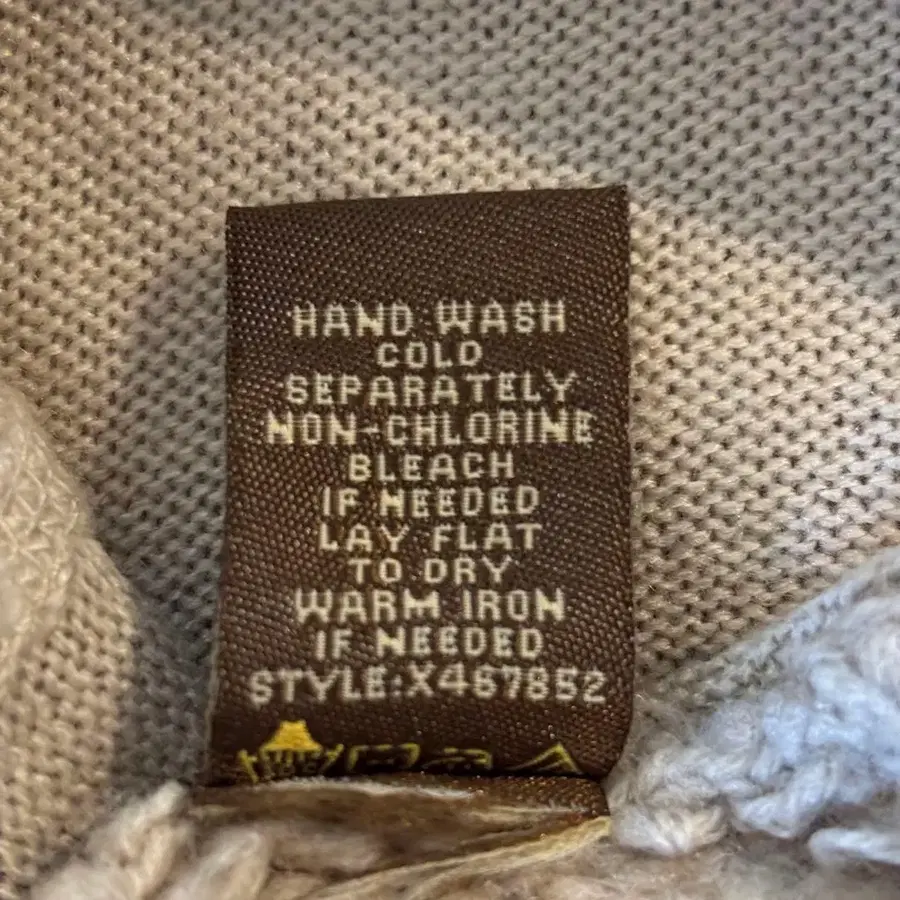 HAND WASH
COLD
SEPARATELY
NON-CHLORINE
BLEACH
IF NEEDED
LAY FLAT
TO DRY
WARM IRON
IF NEEDED
STYLE:X467852